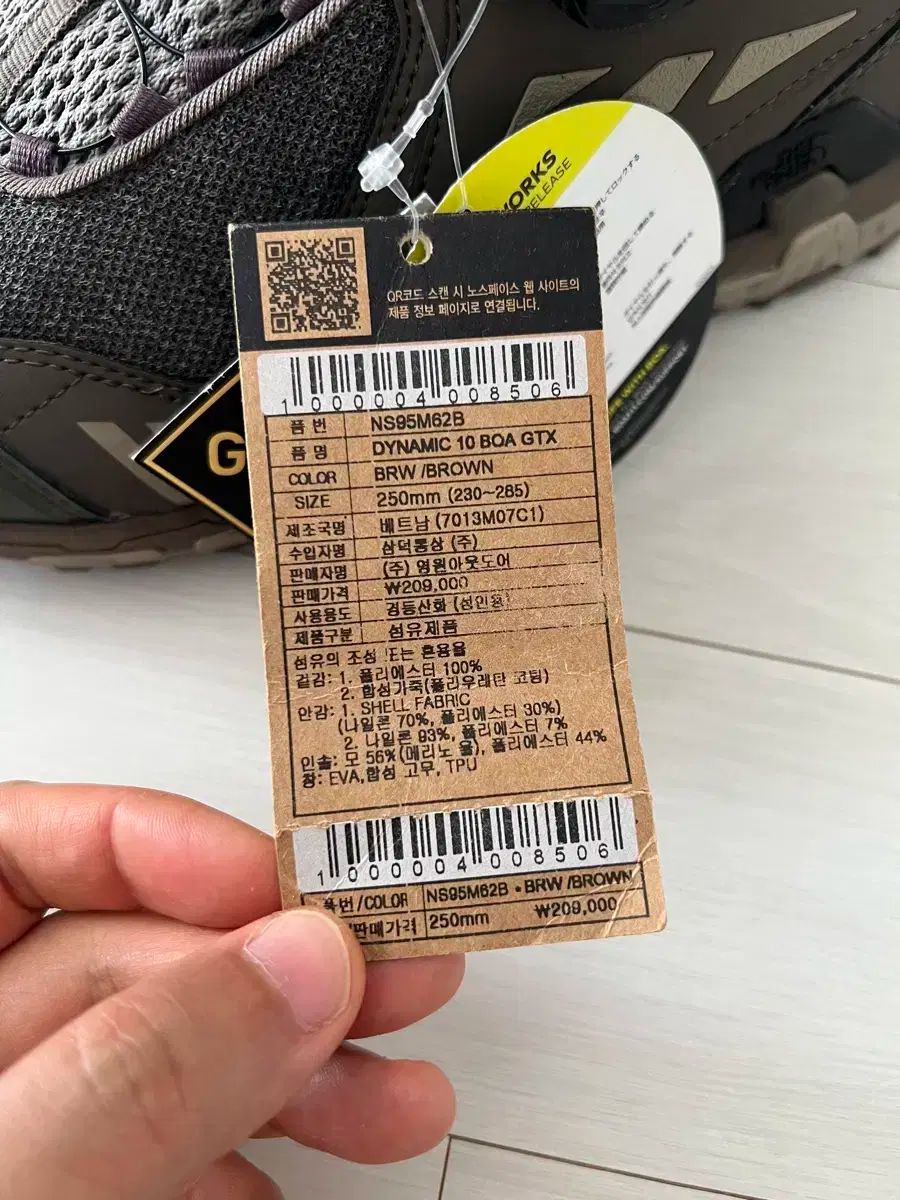 WORKS
RELEASE
QR코드 스캔 시 노스페이스 웹 사이트의
제품 정보 페이지로 연결됩니다.
1000004008506
품 번 NS95M62B
품 명 DYNAMIC 10 BOA GTX
COLOR BRW /BROWN
SIZE 250mm (230~285)
제조국명 베트남 (7013M07C1)
수입자명 삼덕통상 (주)
판매자명 (주) 영원아웃도어
판매가격 ₩209,000
사용용도 경등산화 (성인용)
제품구분 섬유제품
섬유의 조성 또는 혼용율
겉감: 1. 폴리에스터 100%
2. 합성가죽(폴리우레탄 코팅)
안감: 1. SHELL FABRIC
(나일론 70%, 폴리에스터 30%)
2. 나일론 93%, 폴리에스터 7%
인솔: 모 56%(메리노 울), 폴리에스터 44%
창: EVA,합성 고무, TPU
1000004008506
품번/COLOR NS95M62B • BRW /BROWN
판매가격 250mm ₩209,000
G